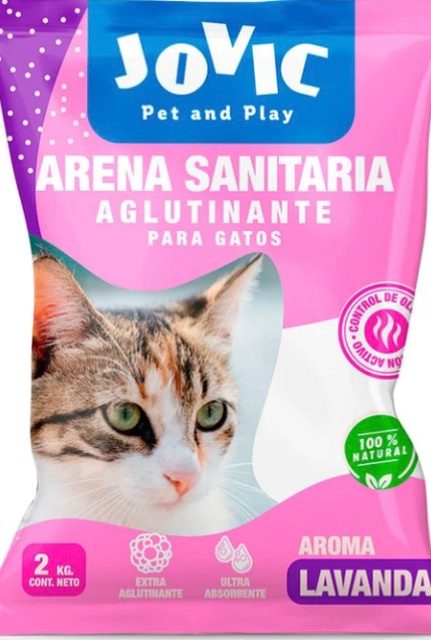 JOVIC
Pet and Play
ARENA SANITARIA
AGLUTINANTE
PARA GATOS
CONTROL DE
ACTIVO
100%
NATURAL
2 KG.
CONT. NETO
EXTRA
AGLUTINANTE
ULTRA
ABSORBENTE
AROMA
LAVANDA